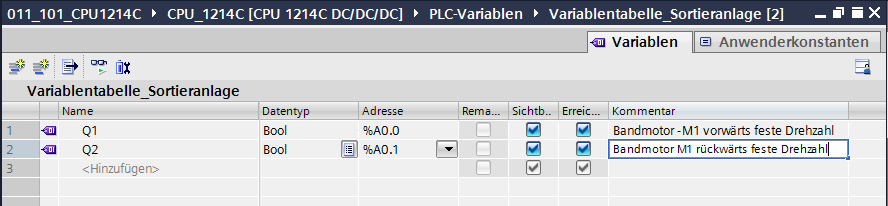 011_101_CPU1214C ▸ CPU_1214C [CPU 1214C DC/DC/DC] ▸ PLC-Variablen ▸ Variablentabelle_Sortieranlage [2]
Variablen Anwenderkonstanten
Variablentabelle_Sortieranlage
Name Datentyp Adresse Rema... Sichtb... Erreic... Kommentar
1 Q1 Bool %A0.0 Bandmotor -M1 vorwärts feste Drehzahl
2 Q2 Bool %A0.1 Bandmotor M1 rückwärts feste Drehzahl
3 <Hinzufügen>